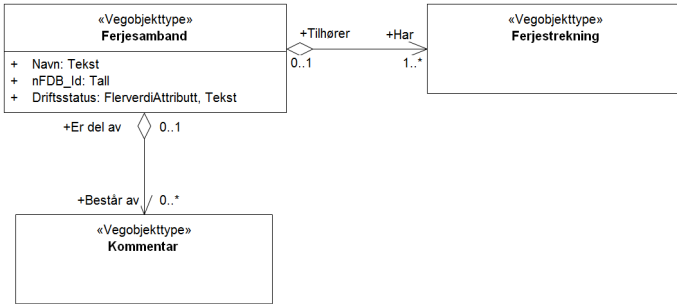 «Vegobjekttype»
Ferjesamband
+ Navn: Tekst
+ nFDB_Id: Tall
+ Driftsstatus: FlerverdiAttributt, Tekst
+Tilhører
0..1
+Har
1..*
«Vegobjekttype»
Ferjestrekning
+Er del av
0..1
+Består av
0..*
«Vegobjekttype»
Kommentar